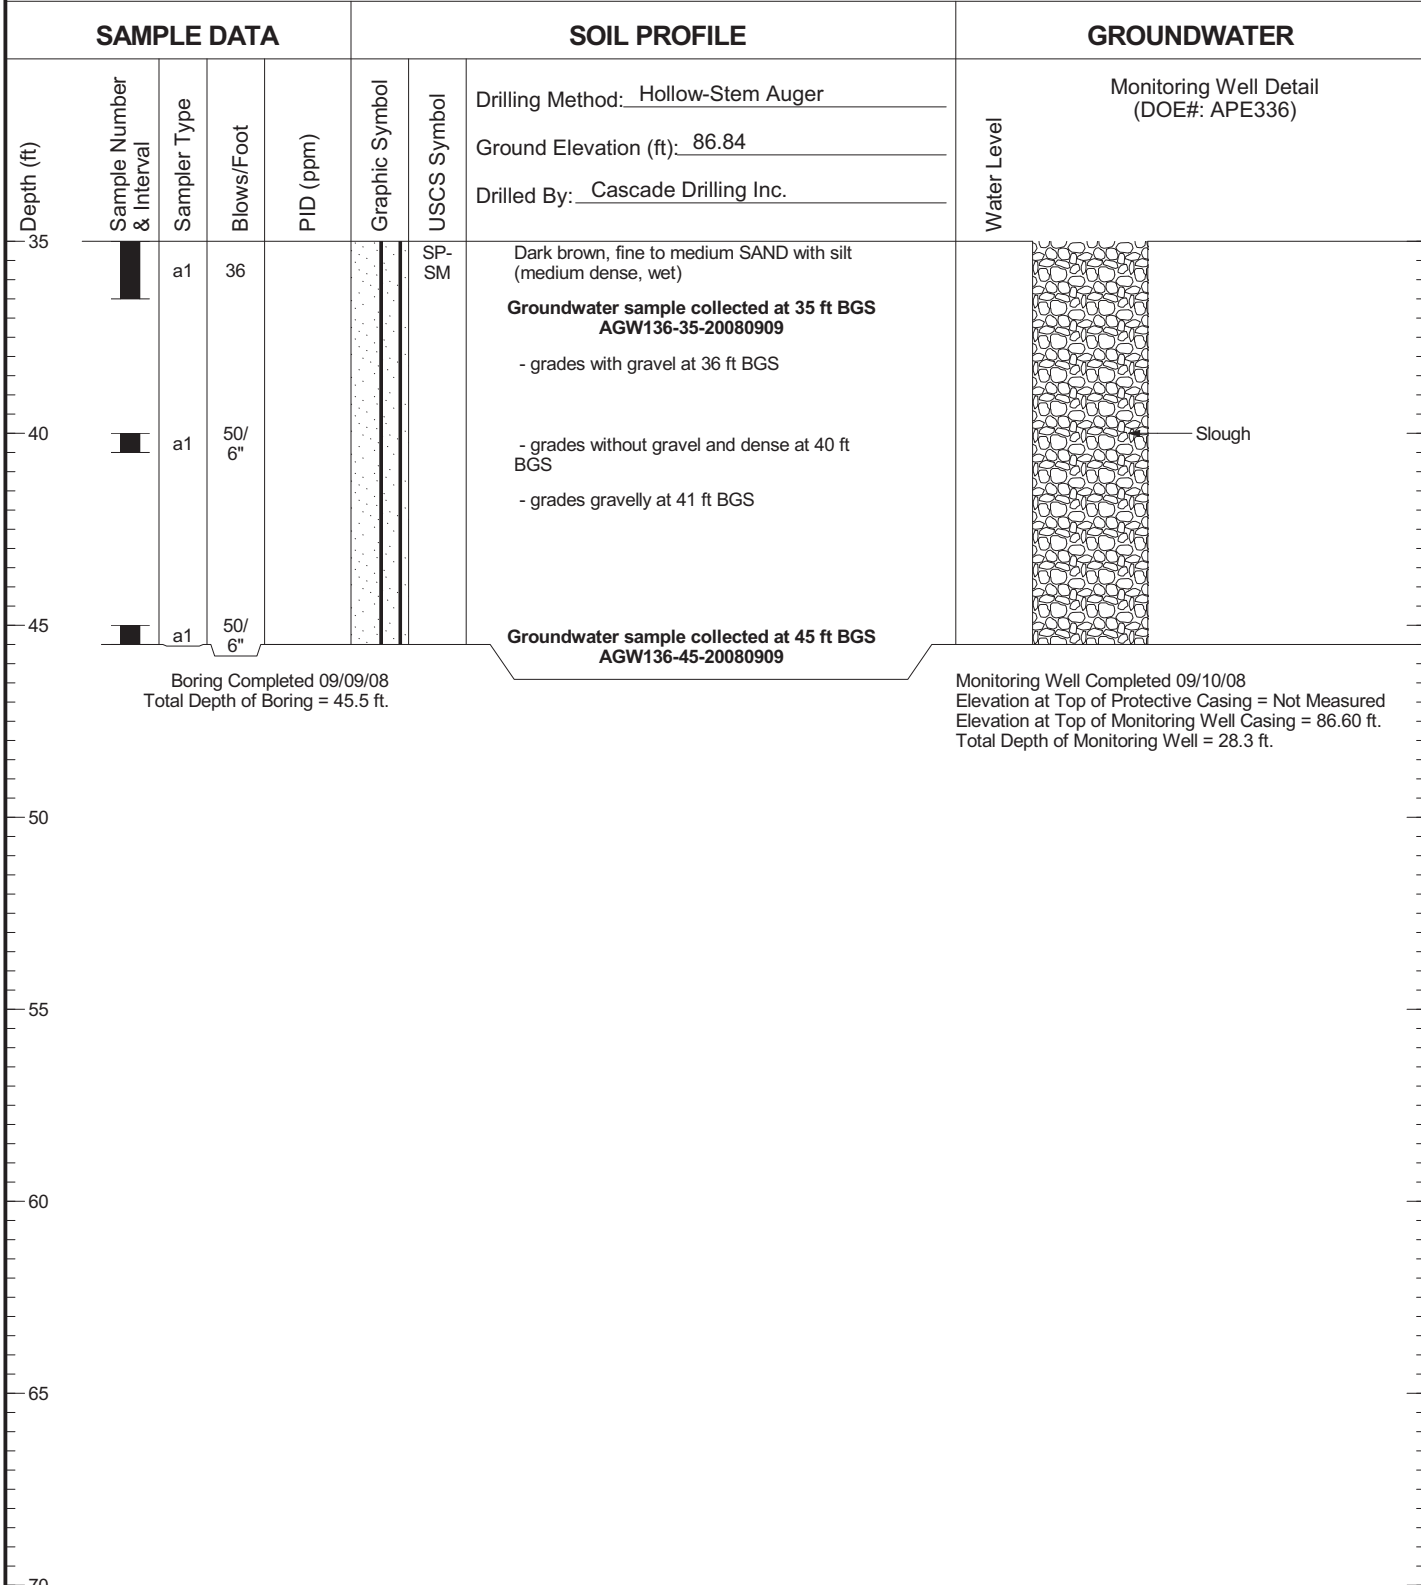 SAMPLE DATA
SOIL PROFILE
GROUNDWATER
Depth (ft)
Sample Number
& Interval
Sampler Type
Blows/Foot
PID (ppm)
Graphic Symbol
USCS Symbol
Drilling Method: Hollow-Stem Auger
Ground Elevation (ft): 86.84
Drilled By: Cascade Drilling Inc.
Water Level
Monitoring Well Detail
(DOE#: APE336)
35
a1
36
SP-
SM
Dark brown, fine to medium SAND with silt
(medium dense, wet)
Groundwater sample collected at 35 ft BGS
AGW136-35-20080909
- grades with gravel at 36 ft BGS
40
a1
50/
6"
- grades without gravel and dense at 40 ft
BGS
Slough
- grades gravelly at 41 ft BGS
45
a1
50/
6"
Groundwater sample collected at 45 ft BGS
AGW136-45-20080909
Boring Completed 09/09/08
Total Depth of Boring = 45.5 ft.
Monitoring Well Completed 09/10/08
Elevation at Top of Protective Casing = Not Measured
Elevation at Top of Monitoring Well Casing = 86.60 ft.
Total Depth of Monitoring Well = 28.3 ft.
50
55
60
65
70